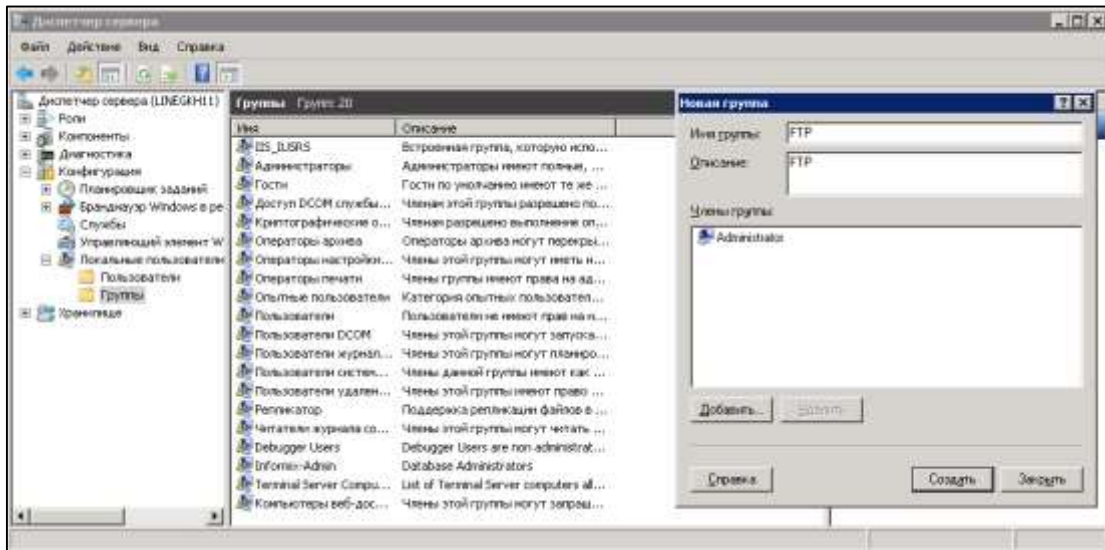 Диспетчер сервера
Файл Действие Вид Справка
Диспетчер сервера (LINEGKH11)
Роли
Компоненты
Диагностика
Конфигурация
Планировщик заданий
Брандмауэр Windows в ре
Службы
Управляющий элемент W
Локальные пользователи
Пользователи
Группы
Хранилище
Группы Групп: 20
Имя Описание
IIS_IUSRS Встроенная группа, которую испо...
Администраторы Администраторы имеют полные, ...
Гости Гости по умолчанию имеют те же ...
Доступ DCOM службы... Членам этой группы разрешено по...
Криптографические о... Членам разрешено выполнение оп...
Операторы архива Операторы архива могут перекры...
Операторы настройки... Члены этой группы могут иметь н...
Операторы печати Члены группы имеют права на ад...
Опытные пользователи Категория опытных пользовател...
Пользователи Пользователи не имеют прав на и...
Пользователи DCOM Члены этой группы могут запуска...
Пользователи журнал... Члены этой группы могут планиро...
Пользователи систем... Члены данной группы имеют как ...
Пользователи удален... Члены этой группы имеют право ...
Репликатор Поддержка репликации файлов в ...
Читатели журнала со... Члены этой группы могут читать ...
Debugger Users Debugger Users are non administrat...
Informix-Admin Database Administrators
Terminal Server Compu... List of Terminal Server computers all...
Компьютеры веб-дос... Члены этой группы могут запраш...
Новая группа
Имя группы: FTP
Описание: FTP
Члены группы:
Administrator
Добавить... Удалить
Справка Создать Закрыть